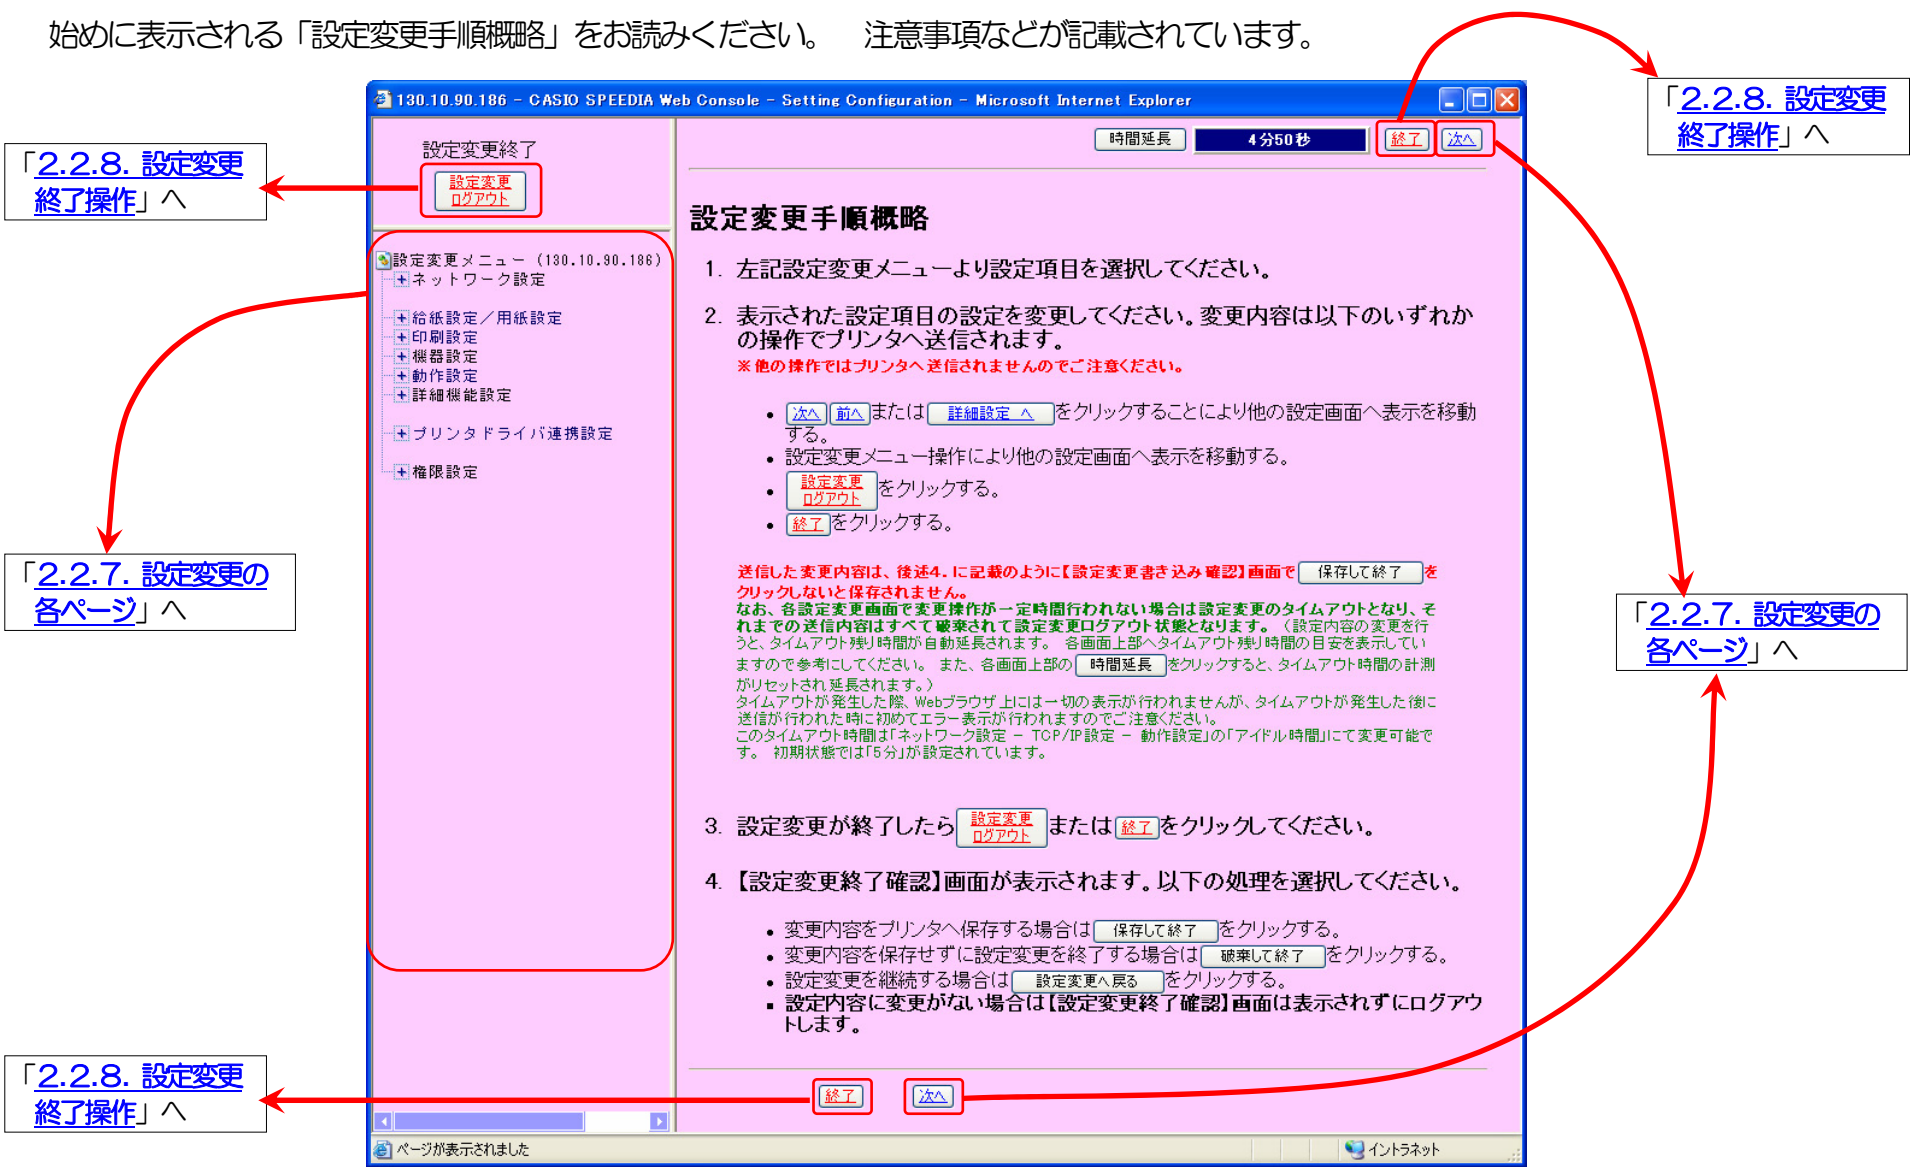 始めに表示される「設定変更手順概略」をお読みください。　注意事項などが記載されています。
130.10.90.186 - CASIO SPEEDIA Web Console - Setting Configuration - Microsoft Internet Explorer
「2.2.8. 設定変更
終了操作」へ
「2.2.8. 設定変更
終了操作」へ
設定変更終了
設定変更
ログアウト
時間延長
4分50秒
終了
次へ
設定変更メニュー (130.10.90.186)
ネットワーク設定
給紙設定／用紙設定
印刷設定
機器設定
動作設定
詳細機能設定
プリンタドライバ連携設定
権限設定
「2.2.7. 設定変更の
各ページ」へ
設定変更手順概略
1. 左記設定変更メニューより設定項目を選択してください。
2. 表示された設定項目の設定を変更してください。変更内容は以下のいずれか
の操作でプリンタへ送信されます。
※他の操作ではプリンタへ送信されませんのでご注意ください。
• 次へ 前へ または 詳細設定 へ をクリックすることにより他の設定画面へ表示を移動
する。
• 設定変更メニュー操作により他の設定画面へ表示を移動する。
• 設定変更
ログアウト をクリックする。
• 終了 をクリックする。
送信した変更内容は、後述4．に記載のように【設定変更書き込み確認】画面で 保存して終了 を
クリックしないと保存されません。
なお、各設定変更画面で変更操作が一定時間行われない場合は設定変更のタイムアウトとなり、そ
れまでの送信内容はすべて破棄されて設定変更ログアウト状態となります。（設定内容の変更を行
うと、タイムアウト残り時間が自動延長されます。 各画面上部へタイムアウト残り時間の目安を表示してい
ますので参考にしてください。 また、各画面上部の 時間延長 をクリックすると、タイムアウト時間の計測
がリセットされ延長されます。）
タイムアウトが発生した際、Webブラウザ上には一切の表示が行われませんが、タイムアウトが発生した後に
送信が行われた時に初めてエラー表示が行われますのでご注意ください。
このタイムアウト時間は「ネットワーク設定 － TCP/IP設定 － 動作設定」の「アイドル時間」にて変更可能で
す。 初期状態では「5分」が設定されています。
「2.2.7. 設定変更の
各ページ」へ
3. 設定変更が終了したら 設定変更
ログアウト または 終了 をクリックしてください。
4. 【設定変更終了確認】画面が表示されます。以下の処理を選択してください。
• 変更内容をプリンタへ保存する場合は 保存して終了 をクリックする。
• 変更内容を保存せずに設定変更を終了する場合は 破棄して終了 をクリックする。
• 設定変更を継続する場合は 設定変更へ戻る をクリックする。
▪ 設定内容に変更がない場合は【設定変更終了確認】画面は表示されずにログアウ
トします。
「2.2.8. 設定変更
終了操作」へ
終了
次へ
ページが表示されました
イントラネット